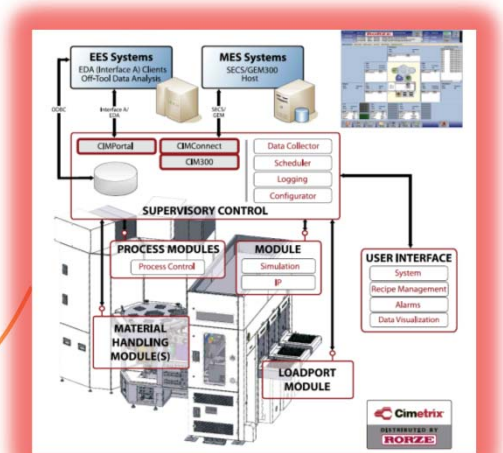 EES Systems
EDA (Interface A) Clients
Off-Tool Data Analysis
MES Systems
SECS/GEM300
Host
ODBC
Interface A/
EDA
SECS/
GEM
CIMPortal
CIMConnect
CIM300
Data Collector
Scheduler
Logging
Configurator
SUPERVISORY CONTROL
PROCESS MODULES
Process Control
MODULE
Simulation
IP
USER INTERFACE
System
Recipe Management
Alarms
Data Visualization
MATERIAL
HANDLING
MODULE(S)
LOADPORT
MODULE
Cimetrix
DISTRIBUTED BY
RORZE